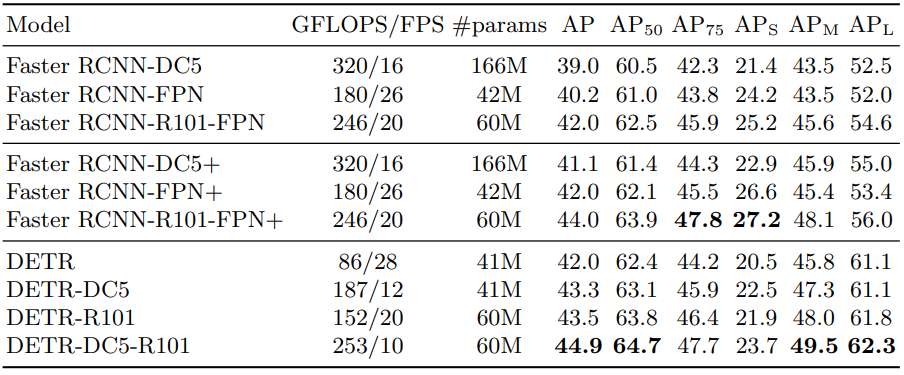 Model GFLOPS/FPS #params AP AP50 AP75 APS APM APL
Faster RCNN-DC5 320/16 166M 39.0 60.5 42.3 21.4 43.5 52.5
Faster RCNN-FPN 180/26 42M 40.2 61.0 43.8 24.2 43.5 52.0
Faster RCNN-R101-FPN 246/20 60M 42.0 62.5 45.9 25.2 45.6 54.6
Faster RCNN-DC5+ 320/16 166M 41.1 61.4 44.3 22.9 45.9 55.0
Faster RCNN-FPN+ 180/26 42M 42.0 62.1 45.5 26.6 45.4 53.4
Faster RCNN-R101-FPN+ 246/20 60M 44.0 63.9 47.8 27.2 48.1 56.0
DETR 86/28 41M 42.0 62.4 44.2 20.5 45.8 61.1
DETR-DC5 187/12 41M 43.3 63.1 45.9 22.5 47.3 61.1
DETR-R101 152/20 60M 43.5 63.8 46.4 21.9 48.0 61.8
DETR-DC5-R101 253/10 60M 44.9 64.7 47.7 23.7 49.5 62.3